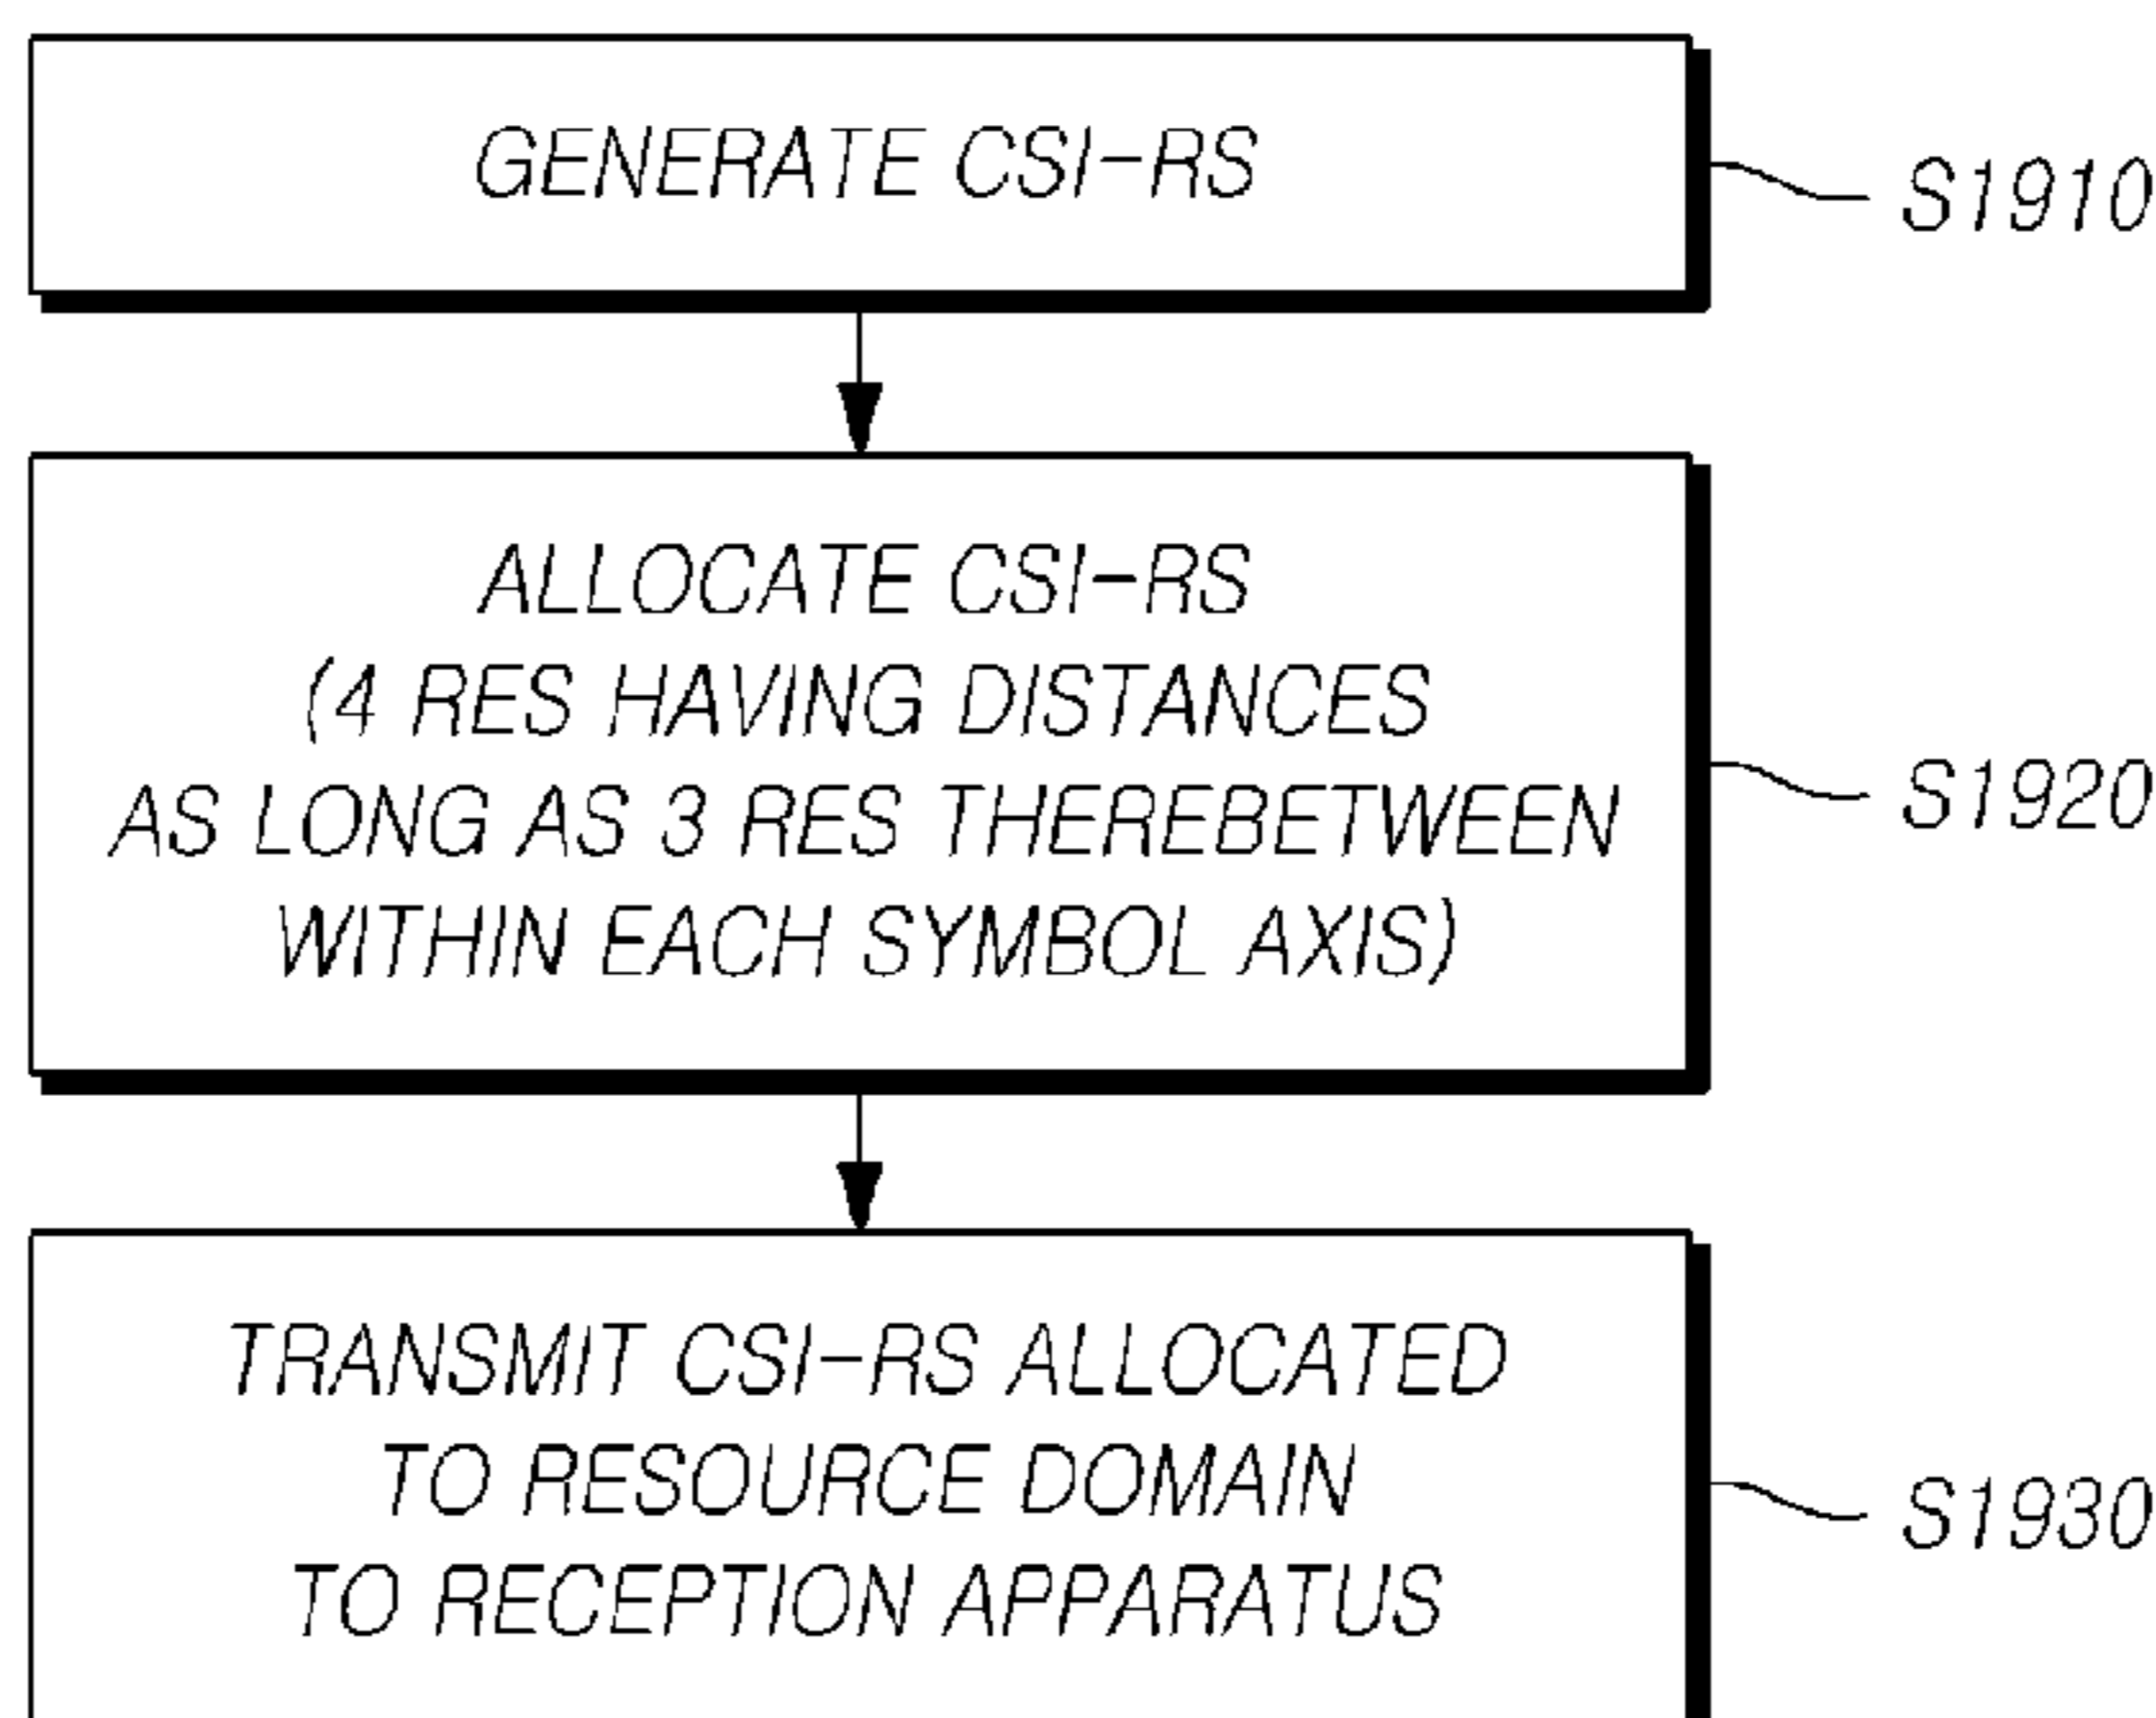 GENERATE CSI-RS
S1910
ALLOCATE CSI-RS
(4 RES HAVING DISTANCES
AS LONG AS 3 RES THEREBETWEEN
WITHIN EACH SYMBOL AXIS)
S1920
TRANSMIT CSI-RS ALLOCATED
TO RESOURCE DOMAIN
TO RECEPTION APPARATUS
S1930